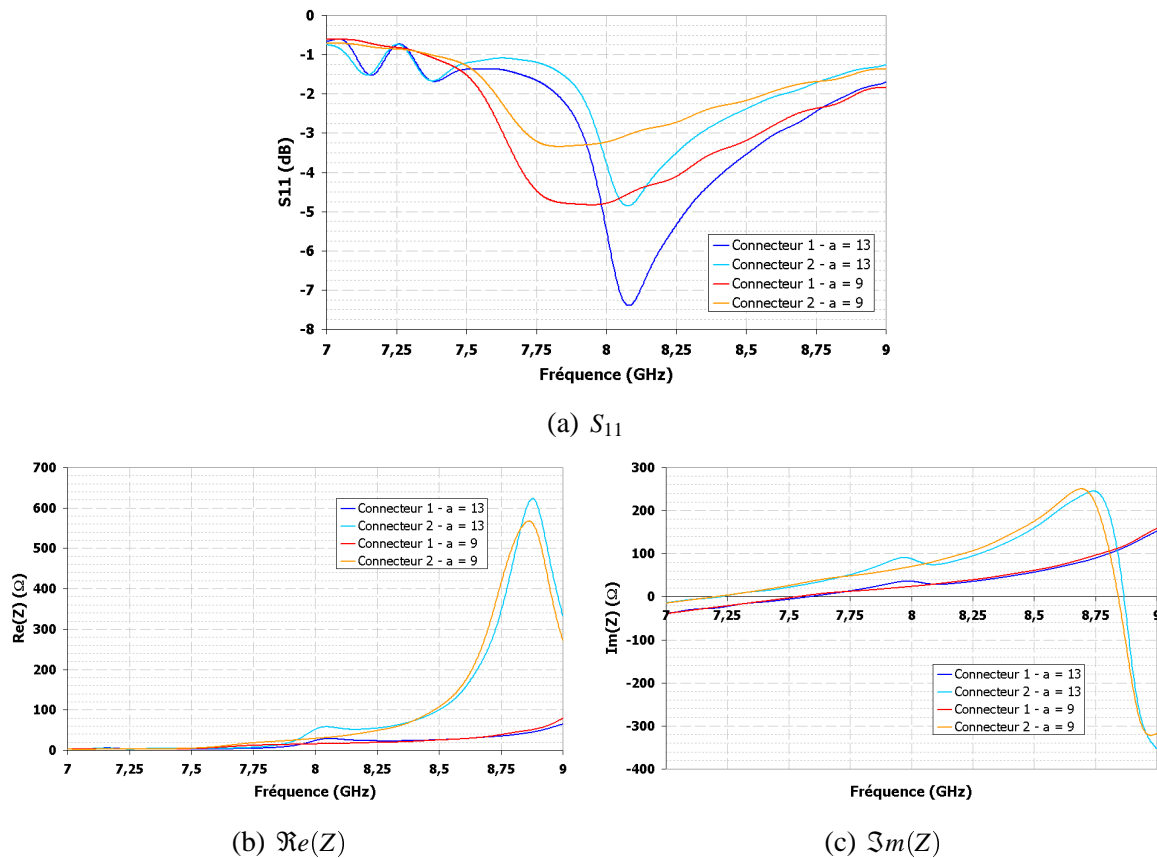 0
-1
-2
-3
-4
-5
-6
-7
-8
S11 (dB)
Connecteur 1 - a = 13
Connecteur 2 - a = 13
Connecteur 1 - a = 9
Connecteur 2 - a = 9
7 7,25 7,5 7,75 8 8,25 8,5 8,75 9
Fréquence (GHz)
(a) S₁₁
700
600
500
400
300
200
100
0
Re(Z) (Ω)
Connecteur 1 - a = 13
Connecteur 2 - a = 13
Connecteur 1 - a = 9
Connecteur 2 - a = 9
7 7,25 7,5 7,75 8 8,25 8,5 8,75 9
Fréquence (GHz)
(b) ℜe(Z)
300
200
100
0
-100
-200
-300
-400
Im(Z) (Ω)
7 7,25 7,5 7,75 8 8,25 8,5 8,75 9
Connecteur 1 - a = 13
Connecteur 2 - a = 13
Connecteur 1 - a = 9
Connecteur 2 - a = 9
Fréquence (GHz)
(c) ℑm(Z)